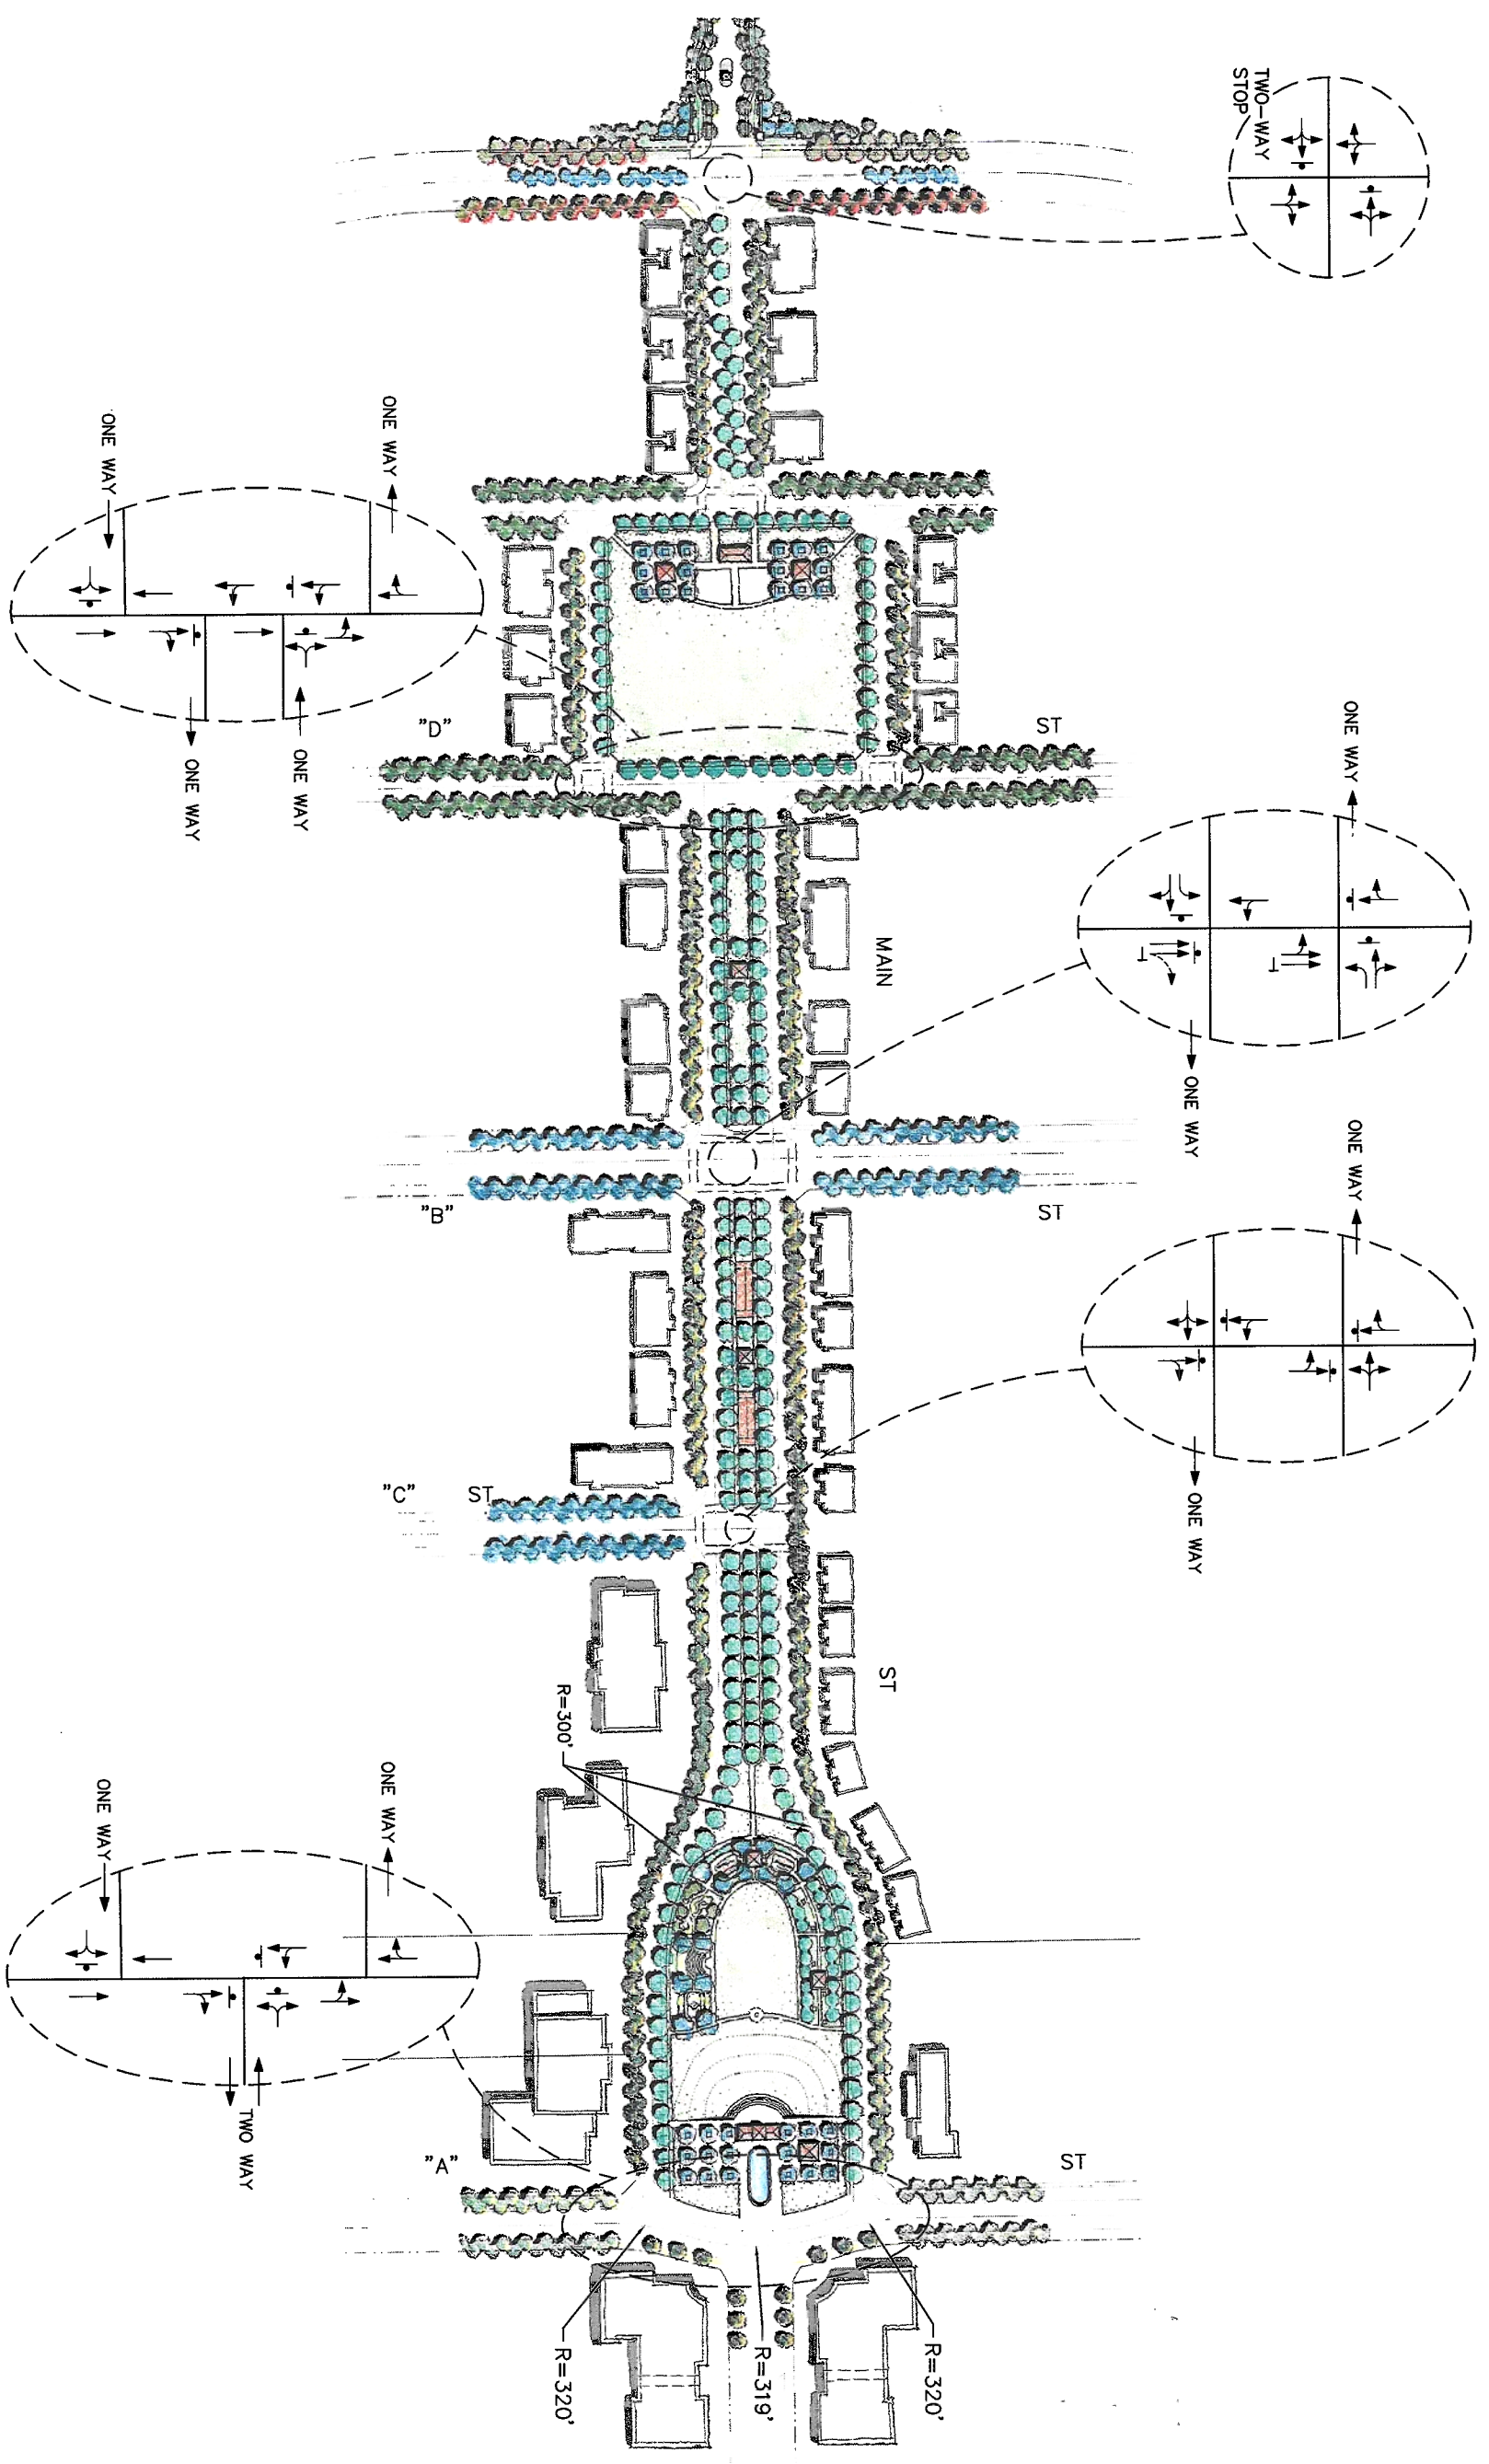 TWO-WAY
STOP
ONE WAY
ONE WAY
ONE WAY
ONE WAY
"D"
ST
ONE WAY
ONE WAY
MAIN
"B"
ST
ONE WAY
ONE WAY
"C"
ST
ST
R=300'
ONE WAY
ONE WAY
TWO WAY
"A"
ST
R=320'
R=319'
R=320'